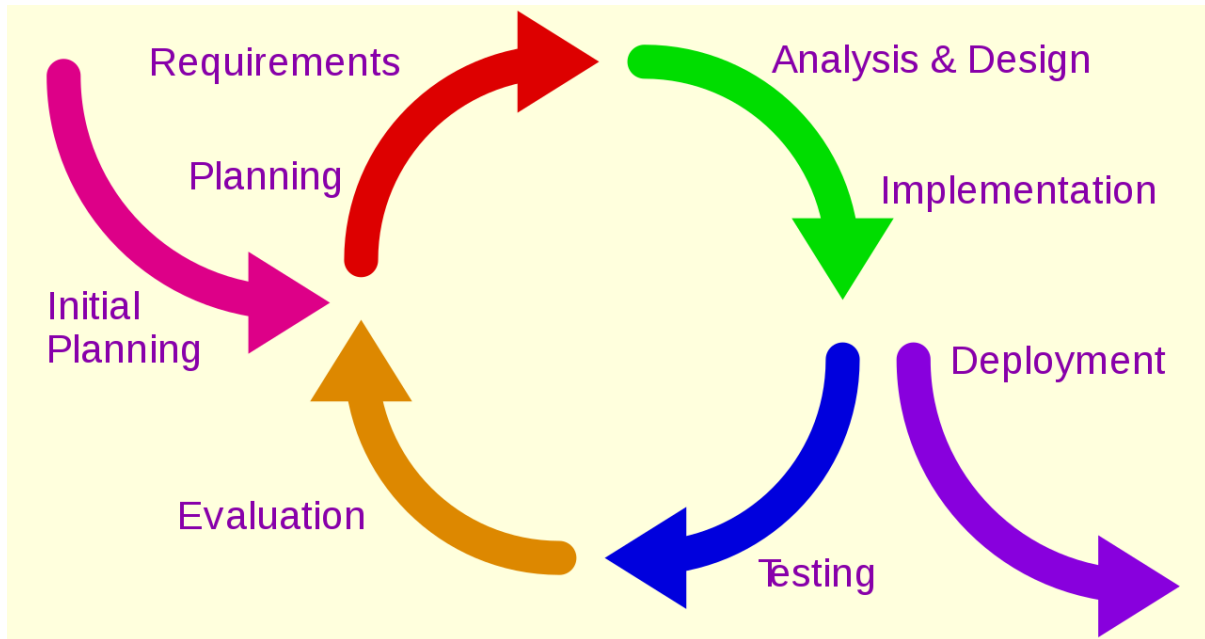 Requirements
Analysis & Design
Planning
Implementation
Initial
Planning
Deployment
Evaluation
Testing